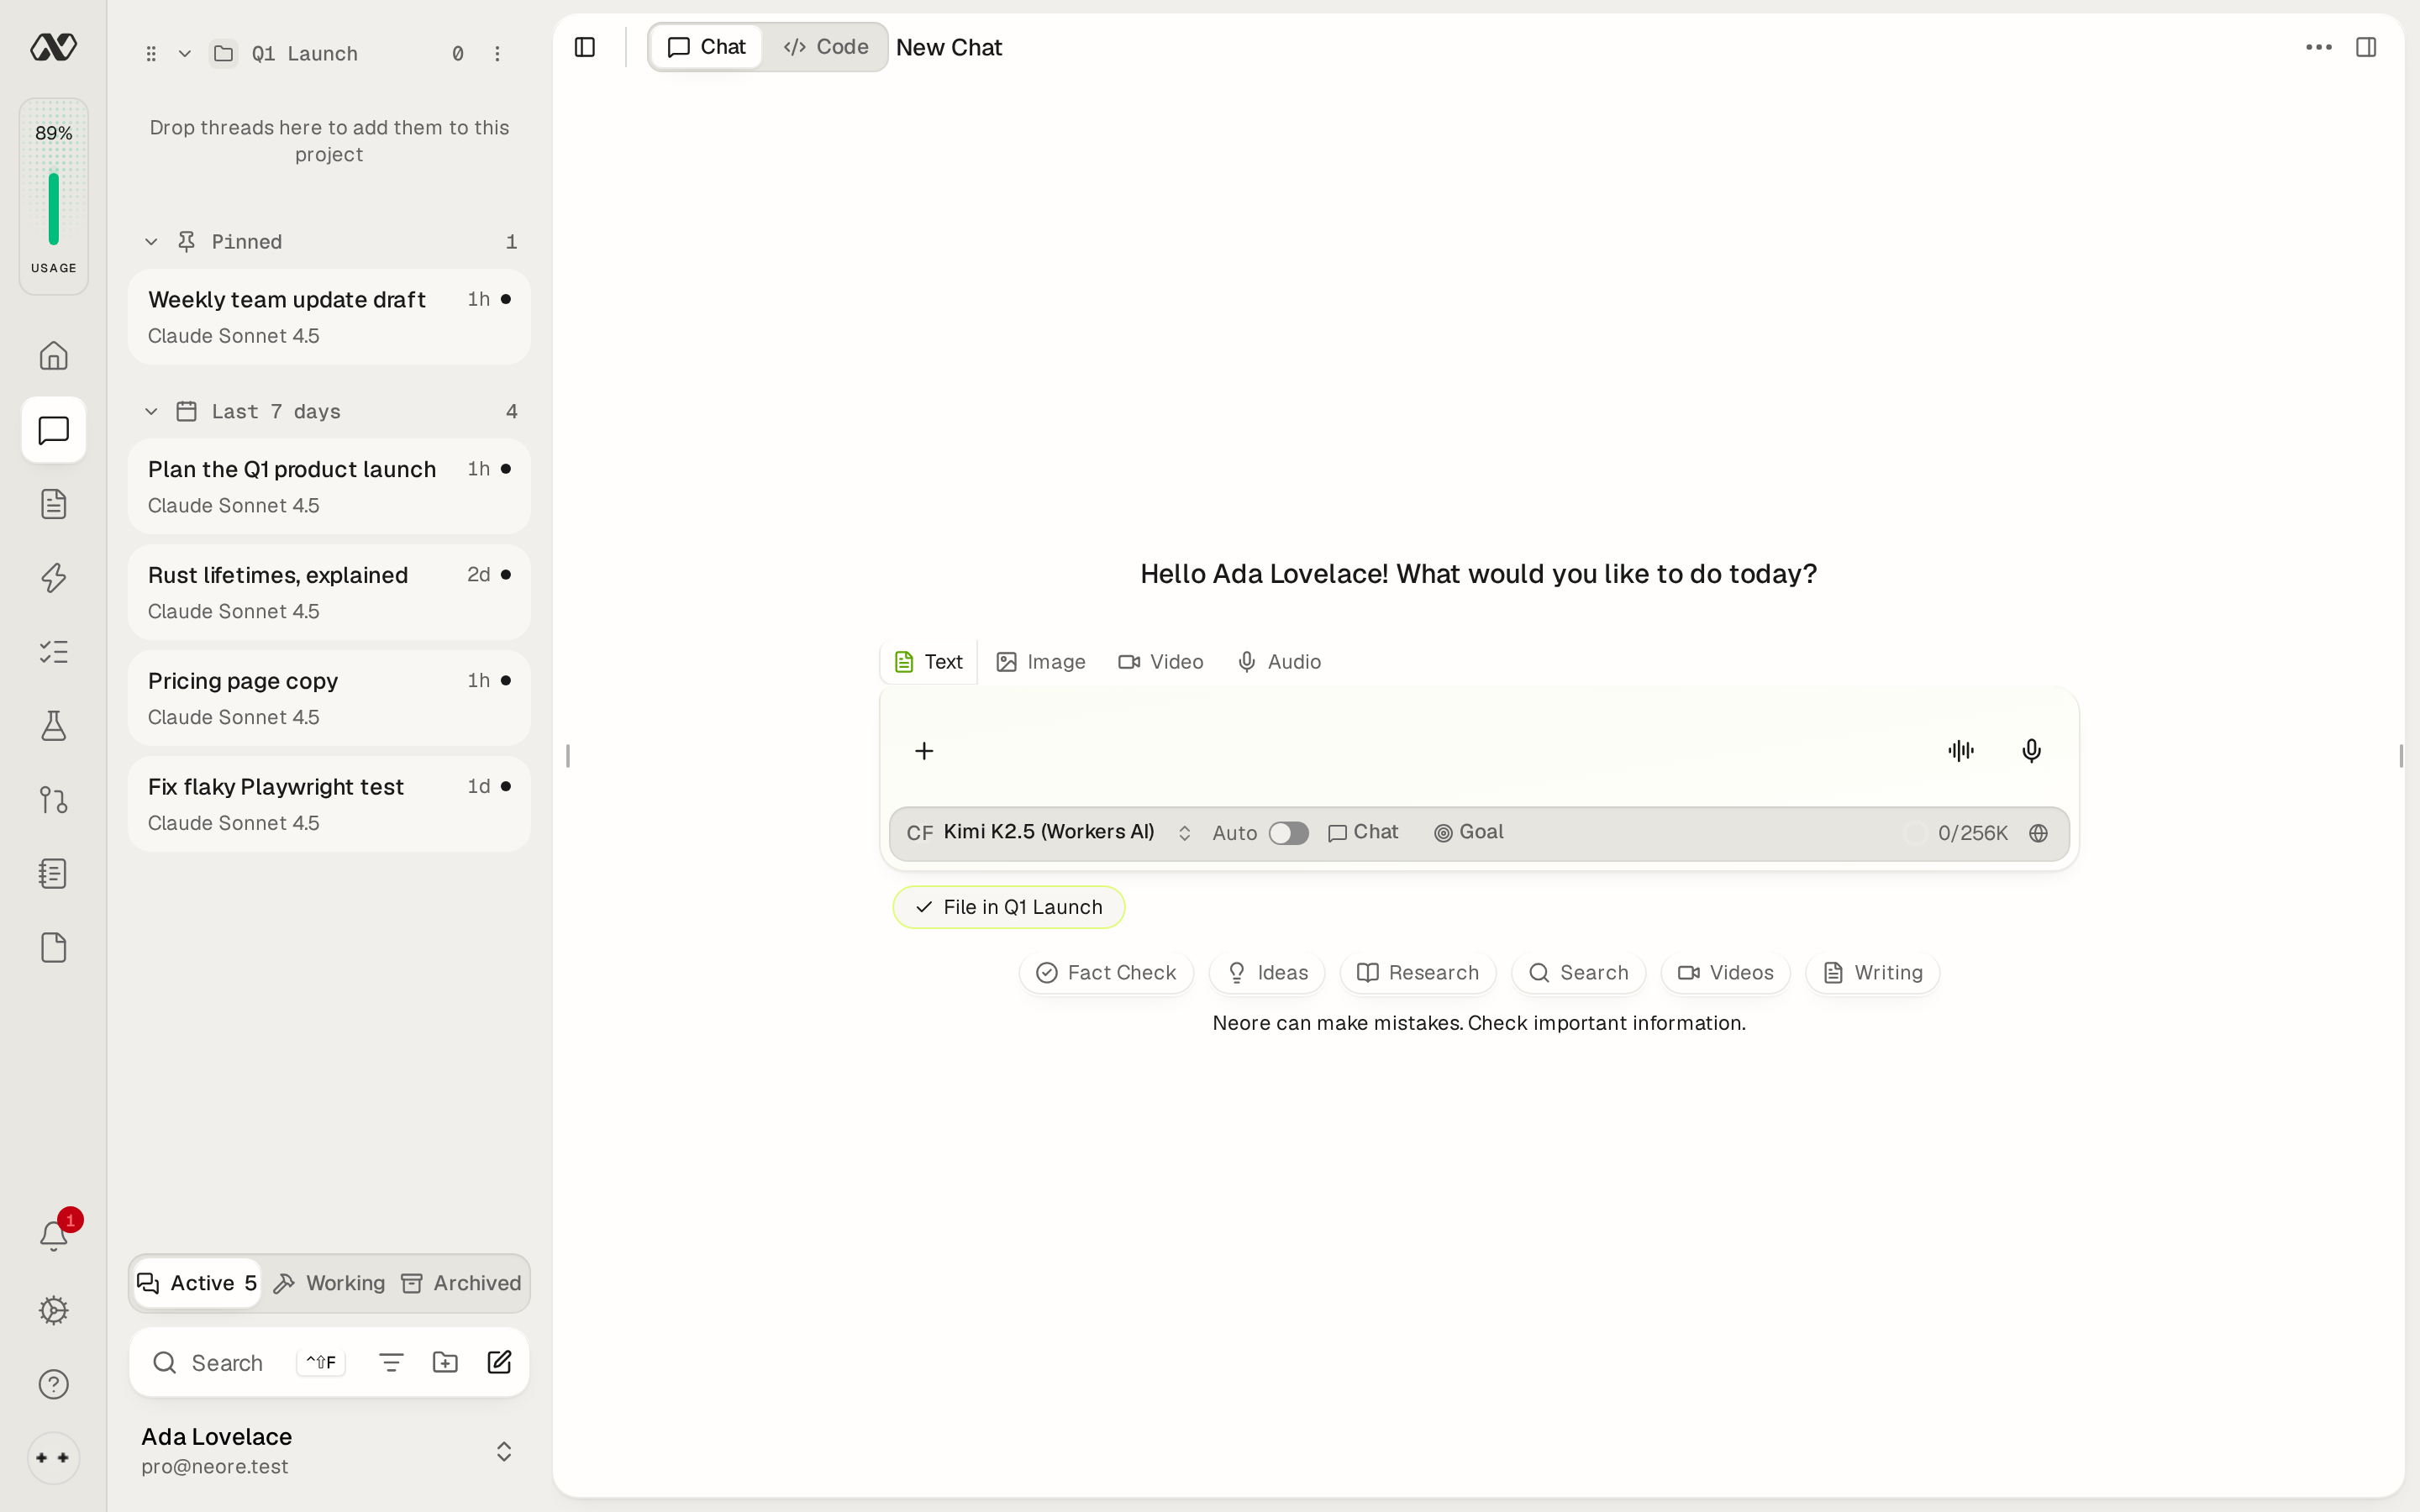 89%
USAGE
1
Q1 Launch 0
Drop threads here to add them to this
project
Pinned 1
Weekly team update draft 1h
Claude Sonnet 4.5
Last 7 days 4
Plan the Q1 product launch 1h
Claude Sonnet 4.5
Rust lifetimes, explained 2d
Claude Sonnet 4.5
Pricing page copy 1h
Claude Sonnet 4.5
Fix flaky Playwright test 1d
Claude Sonnet 4.5
Active 5 Working Archived
Search ^⇧F
Ada Lovelace
pro@neore.test
Chat Code New Chat
Hello Ada Lovelace! What would you like to do today?
Text Image Video Audio
CF Kimi K2.5 (Workers AI) Auto Chat Goal 0/256K
File in Q1 Launch
Fact Check Ideas Research Search Videos Writing
Neore can make mistakes. Check important information.